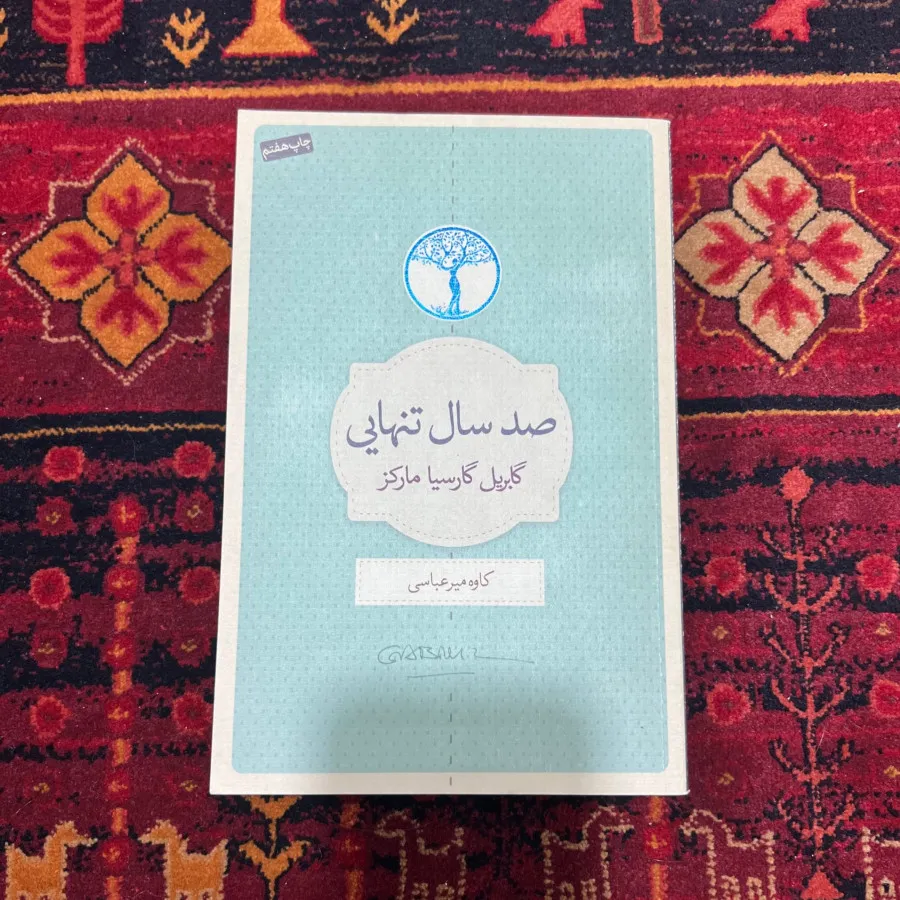 چاپ هفتم
صد سال تنهایی
گابریل گارسیا مارکز
کاوه میرعباسی